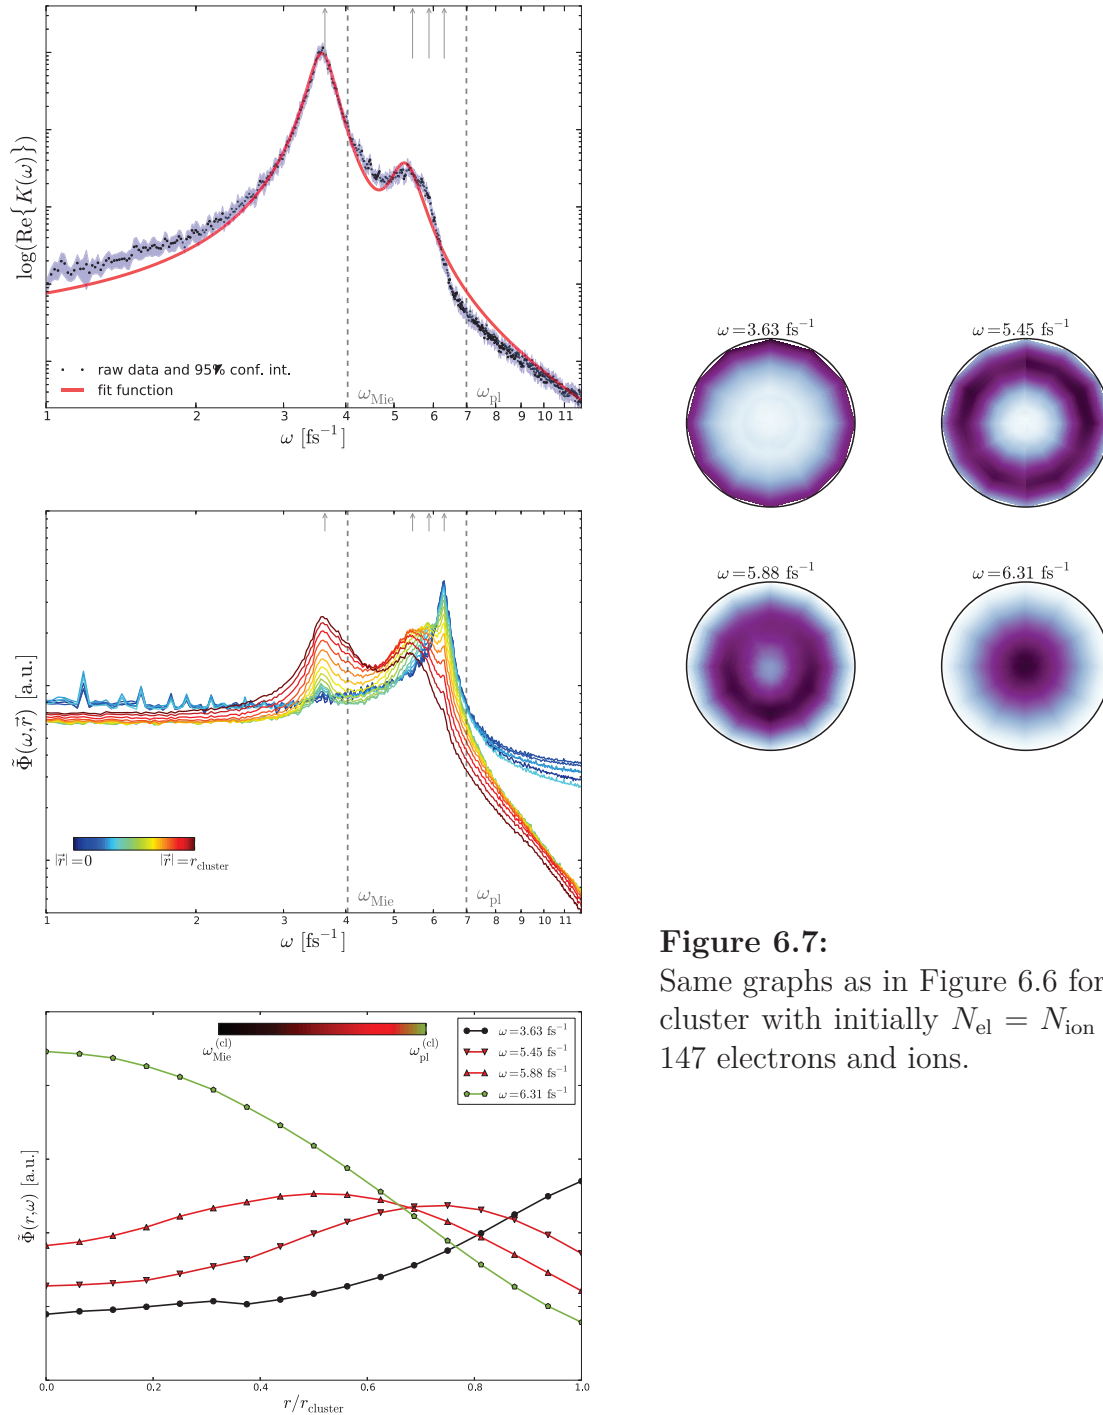 log(Re{K(ω)})
raw data and 95% conf. int.
fit function
ω_Mie
ω_pl
1 2 3 4 5 6 7 8 9 10 11
ω [fs⁻¹]
ω=3.63 fs⁻¹
ω=5.45 fs⁻¹
ω=5.88 fs⁻¹
ω=6.31 fs⁻¹
Φ̃(ω,r⃗) [a.u.]
|r⃗|=0
|r⃗|=r_cluster
ω_Mie
ω_pl
1 2 3 4 5 6 7 8 9 10 11
ω [fs⁻¹]
Figure 6.7:
Same graphs as in Figure 6.6 for
cluster with initially N_el = N_ion
147 electrons and ions.
Φ̃(r,ω) [a.u.]
ω_Mie^(cl)
ω_pl^(cl)
ω=3.63 fs⁻¹
ω=5.45 fs⁻¹
ω=5.88 fs⁻¹
ω=6.31 fs⁻¹
0.0 0.2 0.4 0.6 0.8 1.0
r/r_cluster